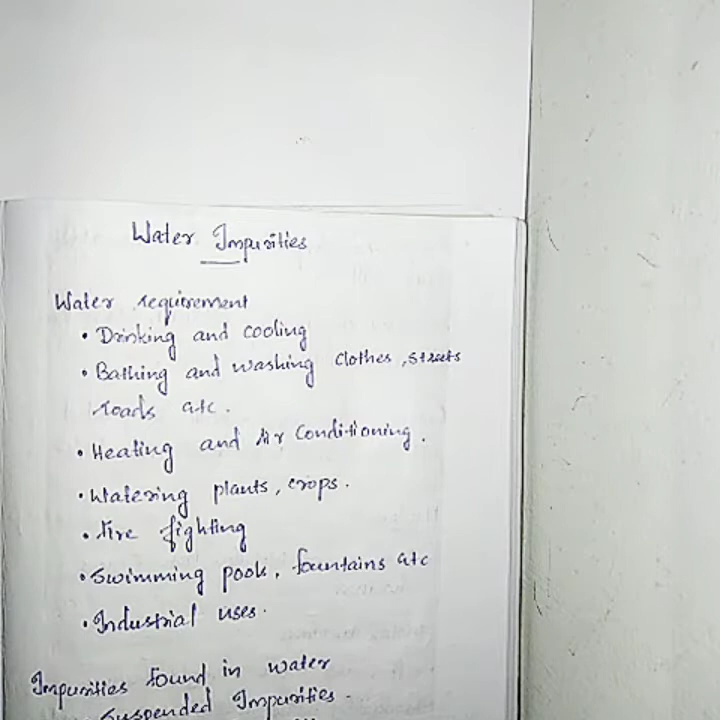 Water Impurities
Water requirement
• Drinking and cooling
• Bathing and washing clothes, streets
roads etc.
• Heating and Air Conditioning.
• Watering plants, crops.
• Fire fighting
• Swimming pools, fountains etc
• Industrial uses.
Impurities found in water
Suspended Impurities.